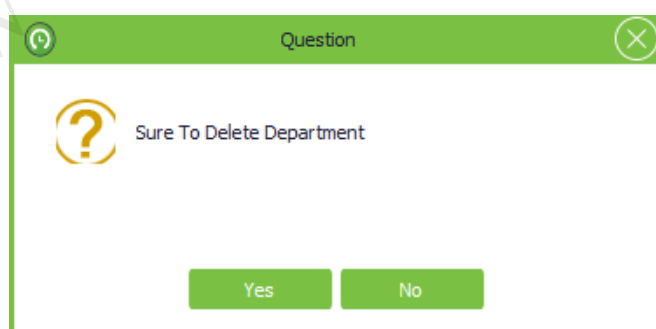 Question
Sure To Delete Department
Yes No